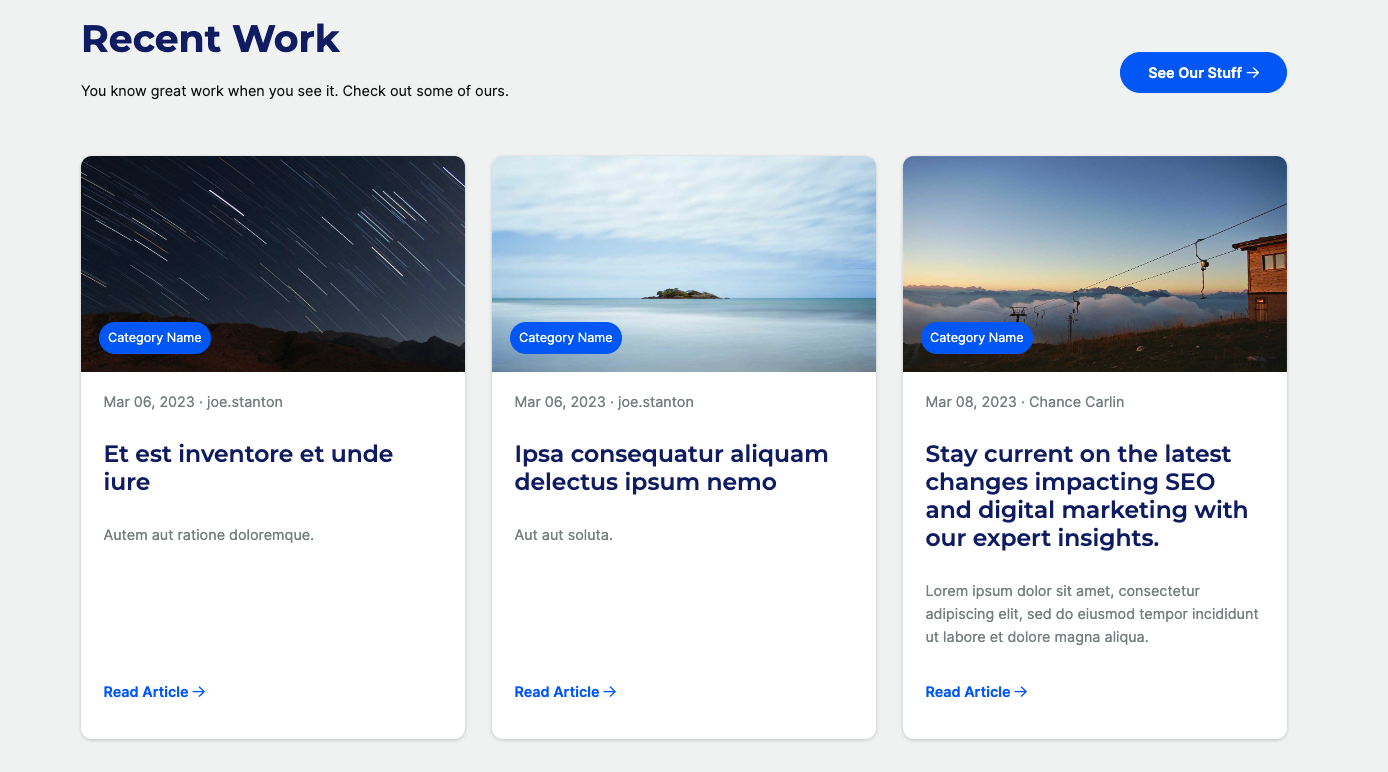 Recent Work
You know great work when you see it. Check out some of ours.
See Our Stuff →
Category Name
Mar 06, 2023 · joe.stanton
Et est inventore et unde
iure
Autem aut ratione doloremque.
Read Article →
Category Name
Mar 06, 2023 · joe.stanton
Ipsa consequatur aliquam
delectus ipsum nemo
Aut aut soluta.
Read Article →
Category Name
Mar 08, 2023 · Chance Carlin
Stay current on the latest
changes impacting SEO
and digital marketing with
our expert insights.
Lorem ipsum dolor sit amet, consectetur
adipiscing elit, sed do eiusmod tempor incididunt
ut labore et dolore magna aliqua.
Read Article →